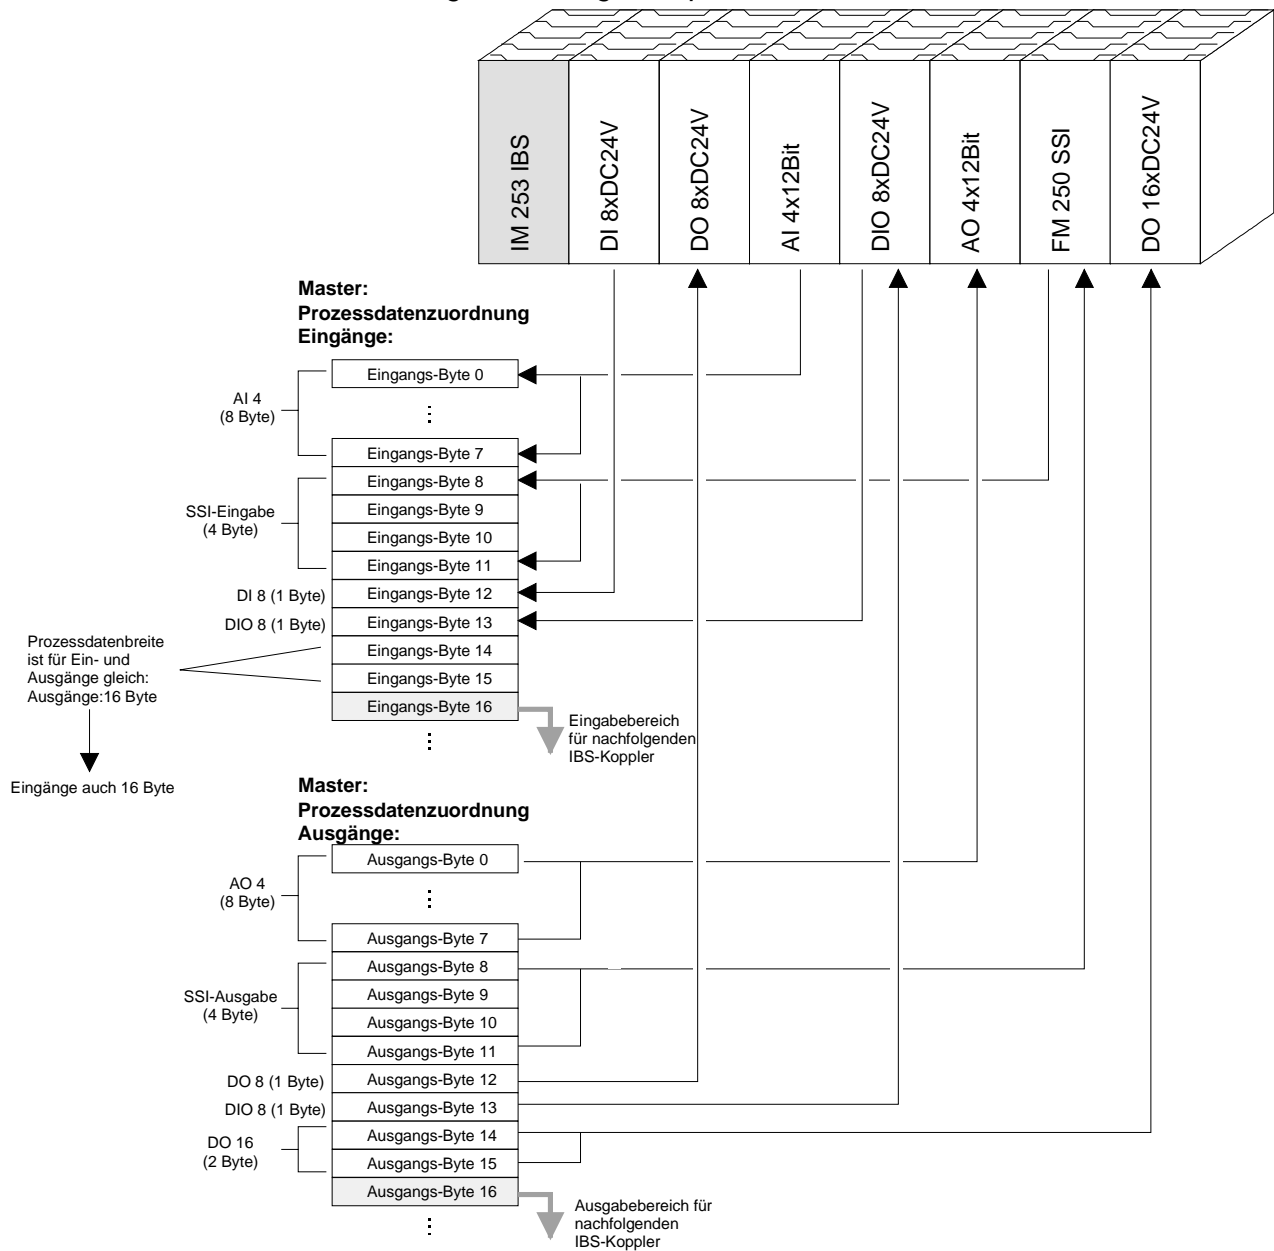 IM 253 IBS
DI 8xDC24V
DO 8xDC24V
AI 4x12Bit
DIO 8xDC24V
AO 4x12Bit
FM 250 SSI
DO 16xDC24V
Master:
Prozessdatenzuordnung
Eingänge:
Eingangs-Byte 0
AI 4
(8 Byte)
Eingangs-Byte 7
Eingangs-Byte 8
SSI-Eingabe
(4 Byte)
Eingangs-Byte 9
Eingangs-Byte 10
Eingangs-Byte 11
DI 8 (1 Byte)
Eingangs-Byte 12
DIO 8 (1 Byte)
Eingangs-Byte 13
Prozessdatenbreite
ist für Ein- und
Ausgänge gleich:
Ausgänge:16 Byte
Eingänge auch 16 Byte
Eingangs-Byte 14
Eingangs-Byte 15
Eingangs-Byte 16
Eingabebereich
für nachfolgenden
IBS-Koppler
Master:
Prozessdatenzuordnung
Ausgänge:
Ausgangs-Byte 0
AO 4
(8 Byte)
Ausgangs-Byte 7
Ausgangs-Byte 8
SSI-Ausgabe
(4 Byte)
Ausgangs-Byte 9
Ausgangs-Byte 10
Ausgangs-Byte 11
DO 8 (1 Byte)
Ausgangs-Byte 12
DIO 8 (1 Byte)
Ausgangs-Byte 13
DO 16
(2 Byte)
Ausgangs-Byte 14
Ausgangs-Byte 15
Ausgangs-Byte 16
Ausgabebereich für
nachfolgenden
IBS-Koppler